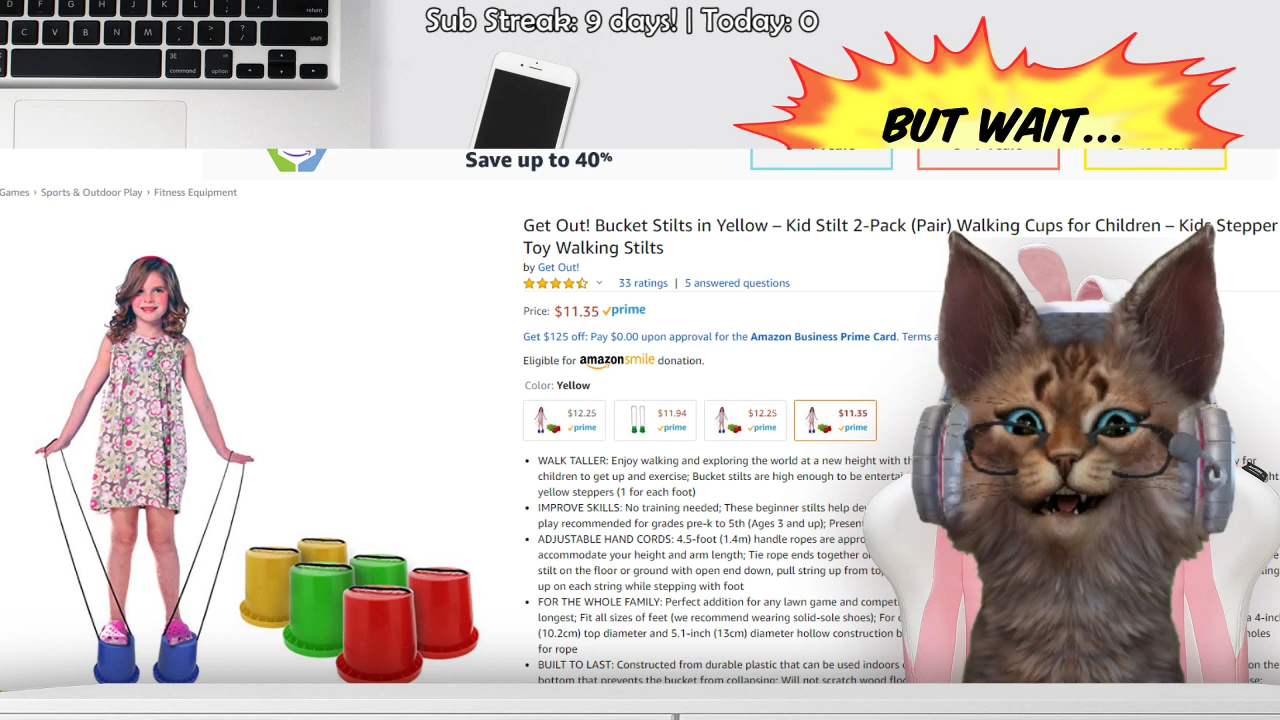 return
C V B N M < , > . ? / shift
⌘ command option
Sub Streak: 9 days! | Today: 0
BUT WAIT...
Save up to 40%
Games › Sports & Outdoor Play › Fitness Equipment
Get Out! Bucket Stilts in Yellow – Kid Stilt 2-Pack (Pair) Walking Cups for Children – Kids Stepper
Toy Walking Stilts
by Get Out!
33 ratings | 5 answered questions
Price: $11.35 prime
Get $125 off: Pay $0.00 upon approval for the Amazon Business Prime Card. Terms
Eligible for amazonsmile donation.
Color: Yellow
$12.25 $11.94 $12.25 $11.35
prime prime prime prime
• WALK TALLER: Enjoy walking and exploring the world at a new height with for
children to get up and exercise; Bucket stilts are high enough to be
yellow steppers (1 for each foot)
• IMPROVE SKILLS: No training needed; These beginner stilts help
play recommended for grades pre-k to 5th (Ages 3 and up);
• ADJUSTABLE HAND CORDS: 4.5-foot (1.4m) handle ropes are
accommodate your height and arm length; Tie rope ends together
stilt on the floor or ground with open end down, pull string up from
up on each string while stepping with foot
• FOR THE WHOLE FAMILY: Perfect addition for any lawn game and
longest; Fit all sizes of feet (we recommend wearing solid-sole shoes); For
(10.2cm) top diameter and 5.1-inch (13cm) diameter hollow construction holes
for rope
• BUILT TO LAST: Constructed from durable plastic that can be used indoors on the
bottom that prevents the bucket from collapsing; Will not scratch wood